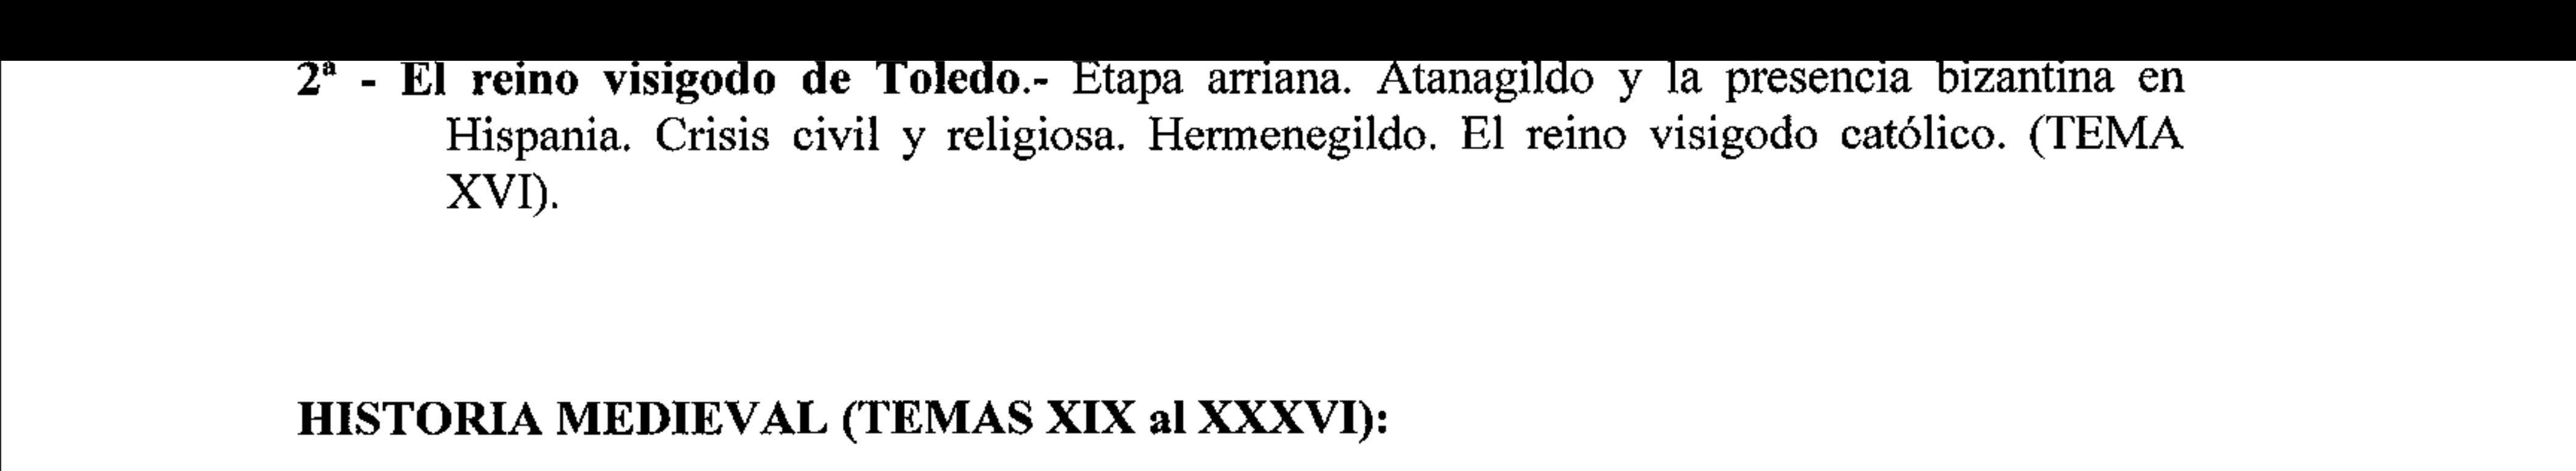 2ª - El reino visigodo de Toledo.- Etapa arriana. Atanagildo y la presencia bizantina en
Hispania. Crisis civil y religiosa. Hermenegildo. El reino visigodo católico. (TEMA
XVI).
HISTORIA MEDIEVAL (TEMAS XIX al XXXVI):